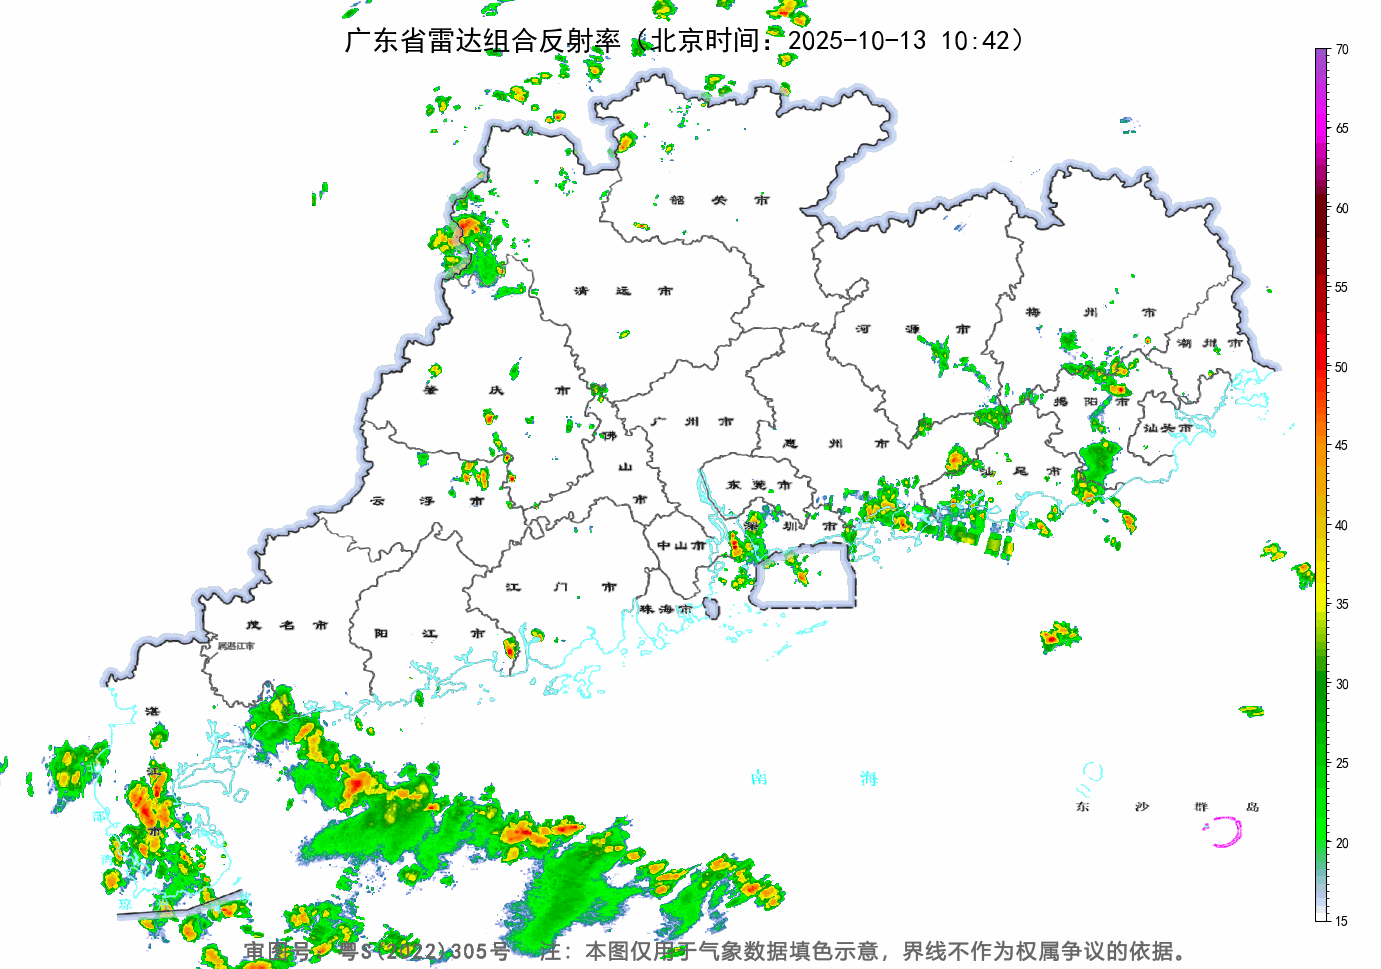 广东省雷达组合反射率（北京时间：2025-10-13 10:42）
70
65
60
55
50
45
40
35
30
25
20
15
韶 关 市
清 远 市
河 源 市
梅 州 市
潮 州 市
肇 庆 市
广 州 市
惠 州 市
揭 阳 市
汕头市
佛 山 市
云 浮 市
东 莞 市
汕 尾 市
深 圳 市
中山市
江 门 市
珠海市
茂 名 市
属湛江市
阳 江 市
湛 江 市
南 海
东 沙 群 岛
审图号：粤S(2022)305号 注：本图仅用于气象数据填色示意，界线不作为权属争议的依据。